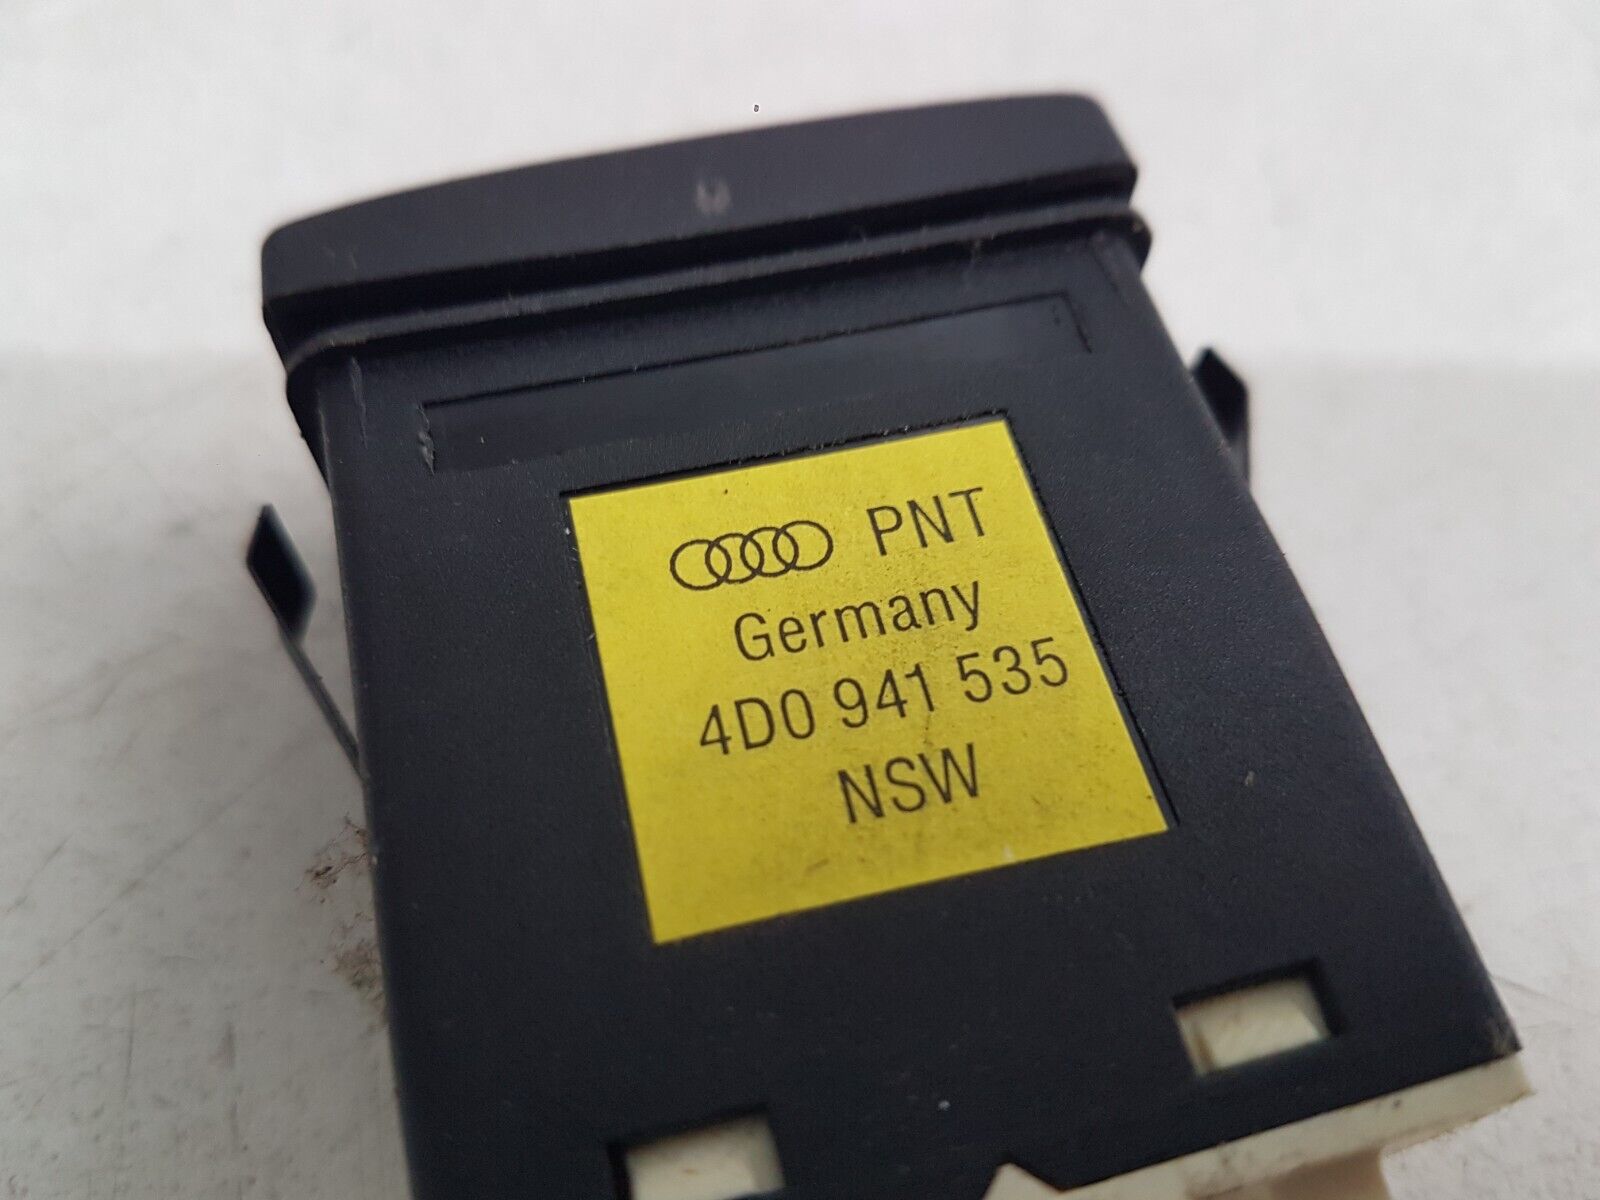 PNT
Germany
4D0 941 535
NSW